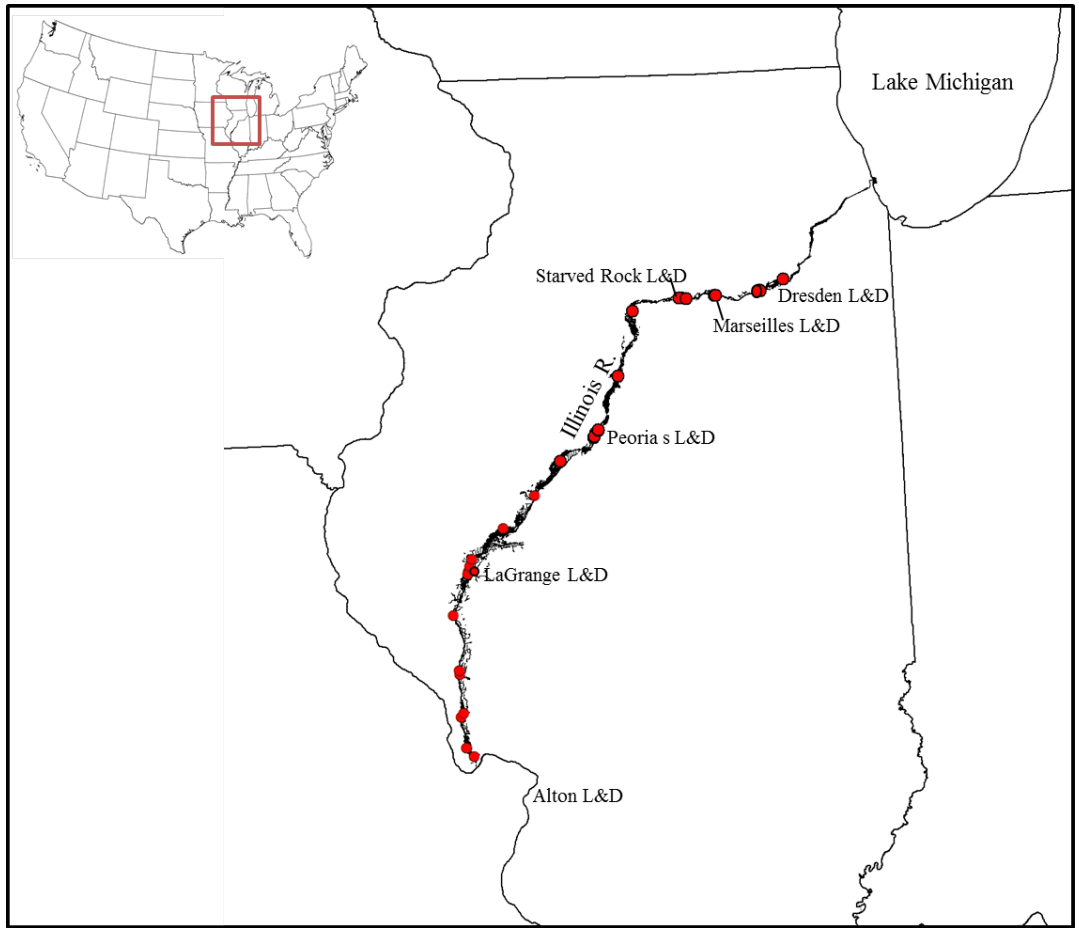 Lake Michigan
Starved Rock L&D
Dresden L&D
Marseilles L&D
Illinois R.
Peoria s L&D
LaGrange L&D
Alton L&D